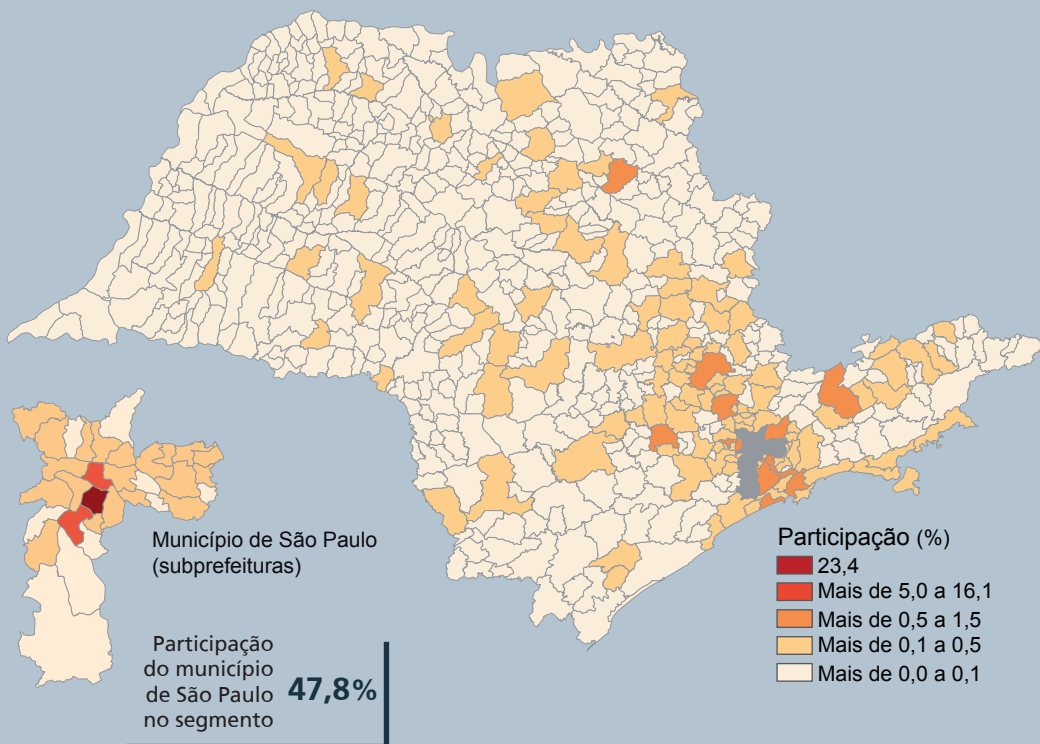 Município de São Paulo
(subprefeituras)
Participação
do município
de São Paulo
no segmento
47,8%
Participação (%)
23,4
Mais de 5,0 a 16,1
Mais de 0,5 a 1,5
Mais de 0,1 a 0,5
Mais de 0,0 a 0,1